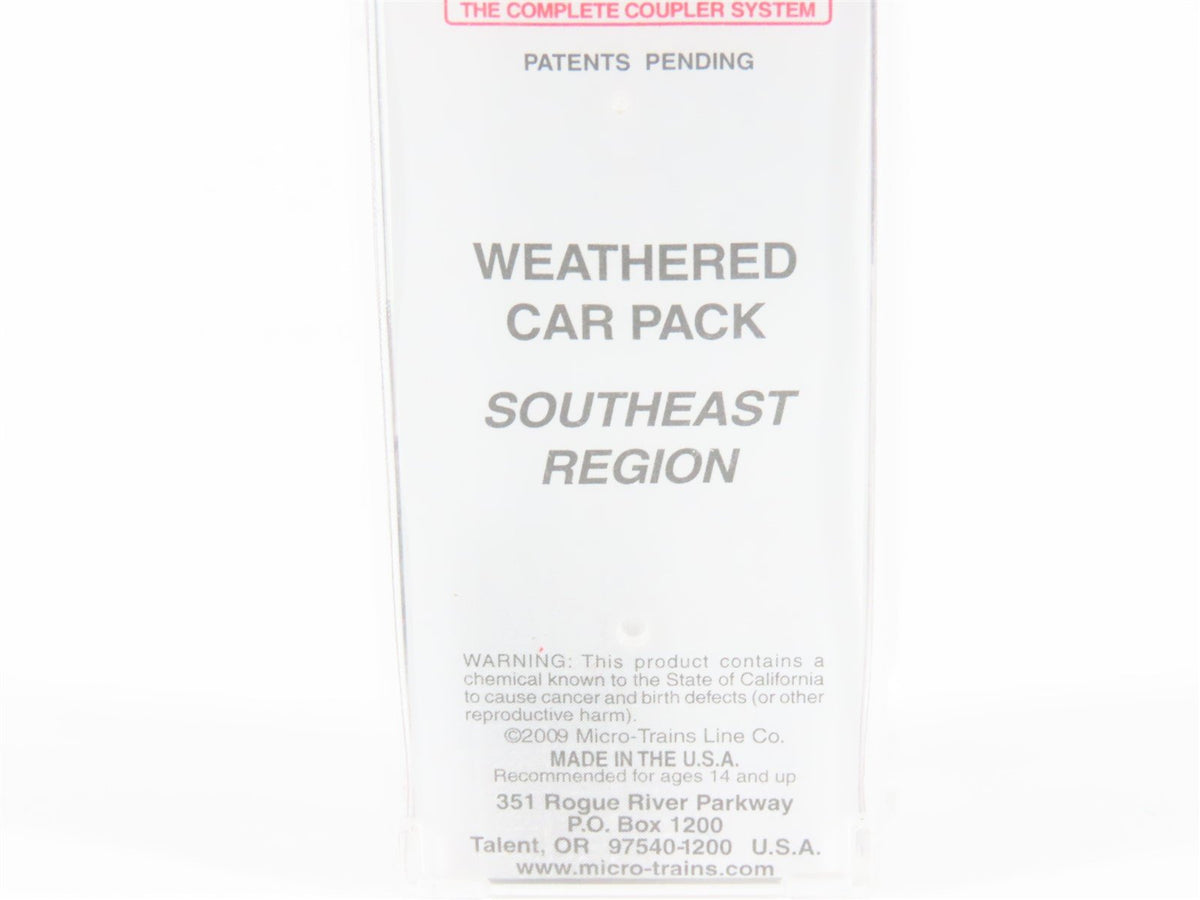 THE COMPLETE COUPLER SYSTEM
PATENTS PENDING
WEATHERED
CAR PACK
SOUTHEAST
REGION
WARNING: This product contains a
chemical known to the State of California
to cause cancer and birth defects (or other
reproductive harm).
©2009 Micro-Trains Line Co.
MADE IN THE U.S.A.
Recommended for ages 14 and up
351 Rogue River Parkway
P.O. Box 1200
Talent, OR 97540-1200 U.S.A.
www.micro-trains.com